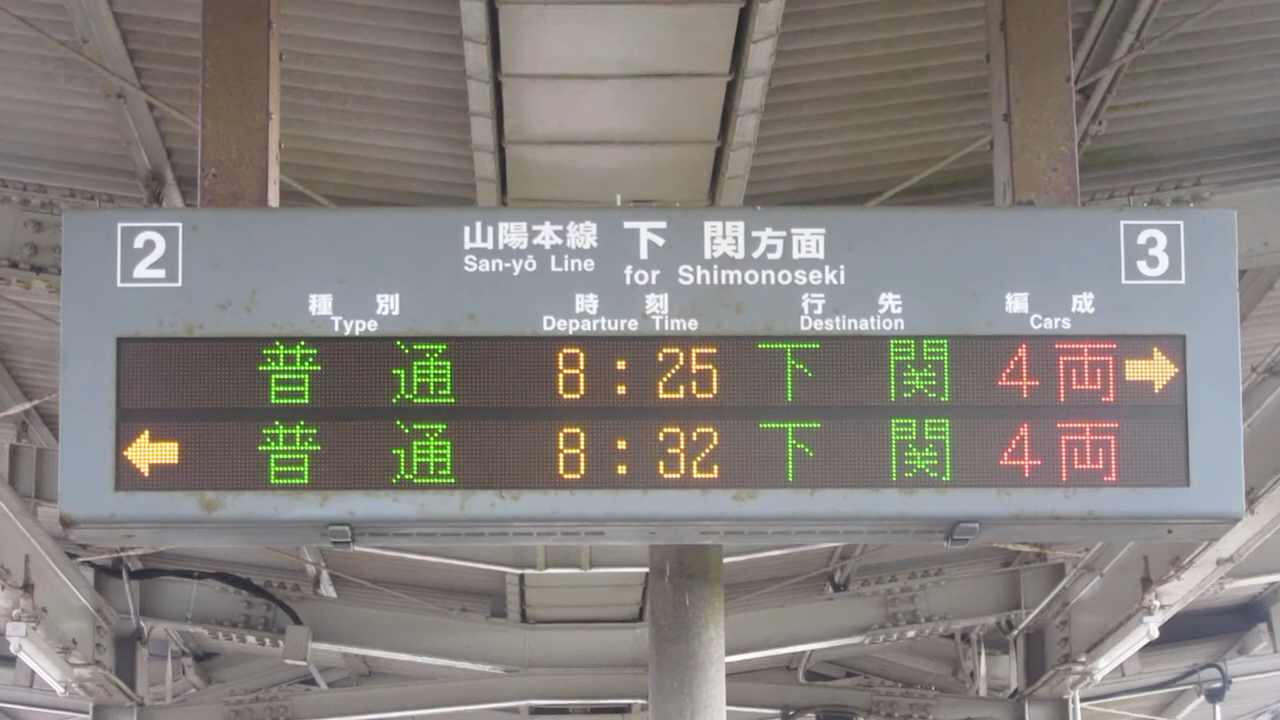 2 山陽本線 下関方面 3
San-yō Line for Shimonoseki
種別 時刻 行先 編成
Type Departure Time Destination Cars
普通 8:25 下関 4両 →
← 普通 8:32 下関 4両